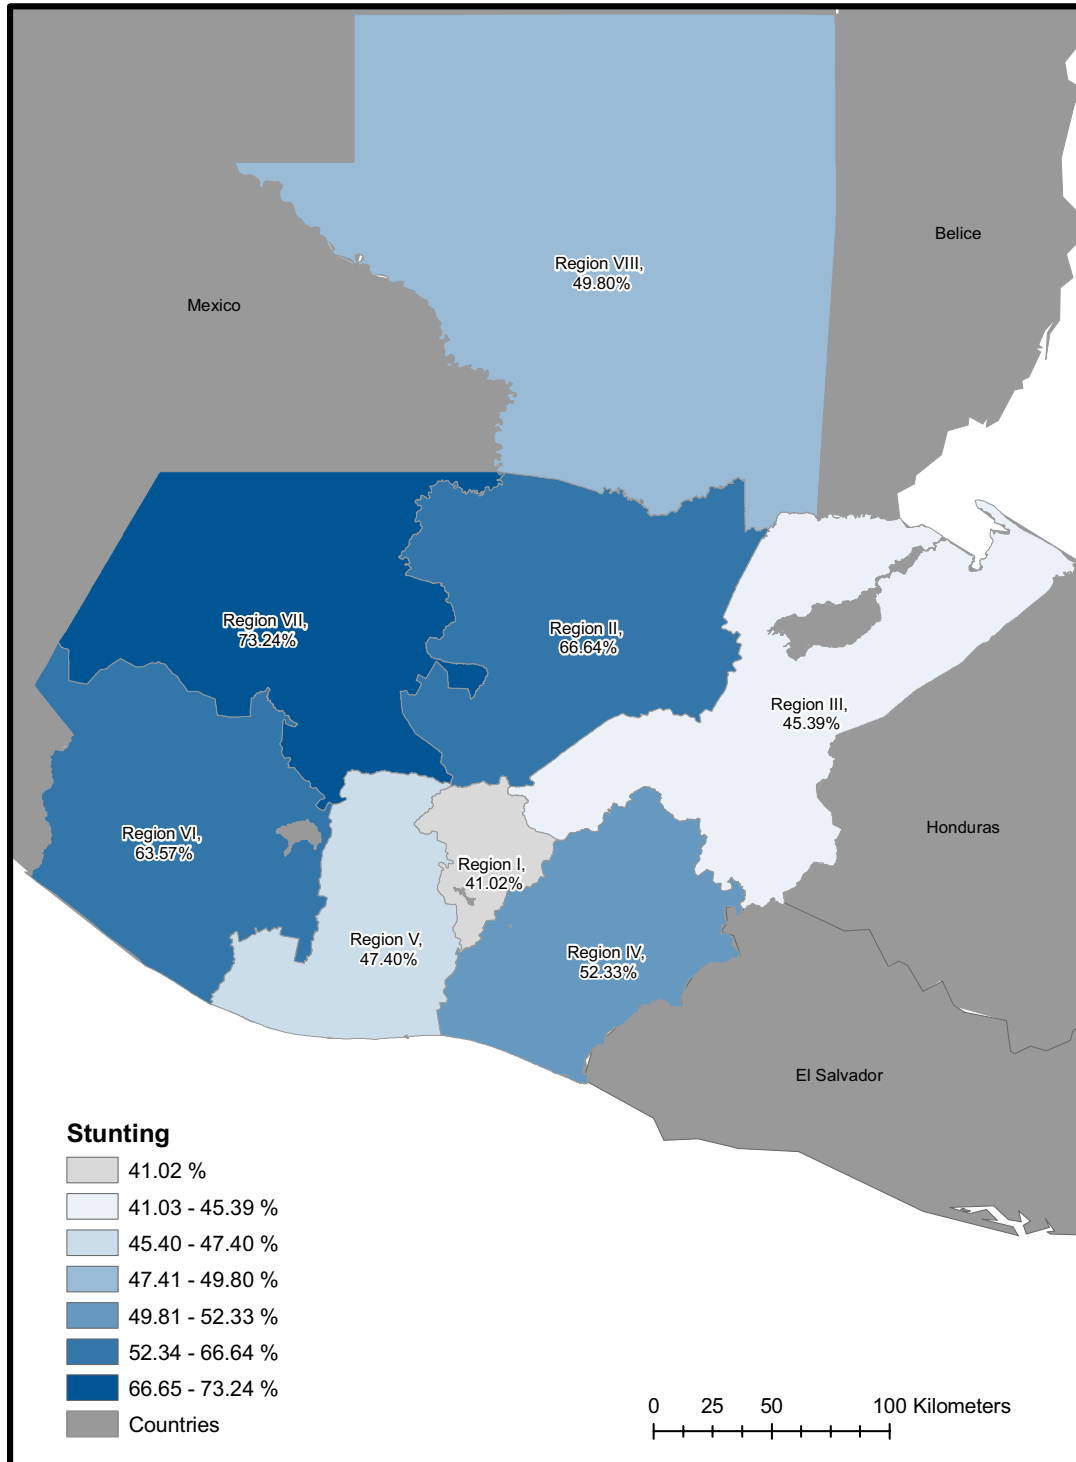 Belice
Region VIII,
49.80%
Mexico
Region VII,
73.24%
Region II,
66.64%
Region III,
45.39%
Region VI,
63.57%
Honduras
Region I,
41.02%
Region V,
47.40%
Region IV,
52.33%
El Salvador
Stunting
41.02 %
41.03 - 45.39 %
45.40 - 47.40 %
47.41 - 49.80 %
49.81 - 52.33 %
52.34 - 66.64 %
66.65 - 73.24 %
Countries
0 25 50 100 Kilometers